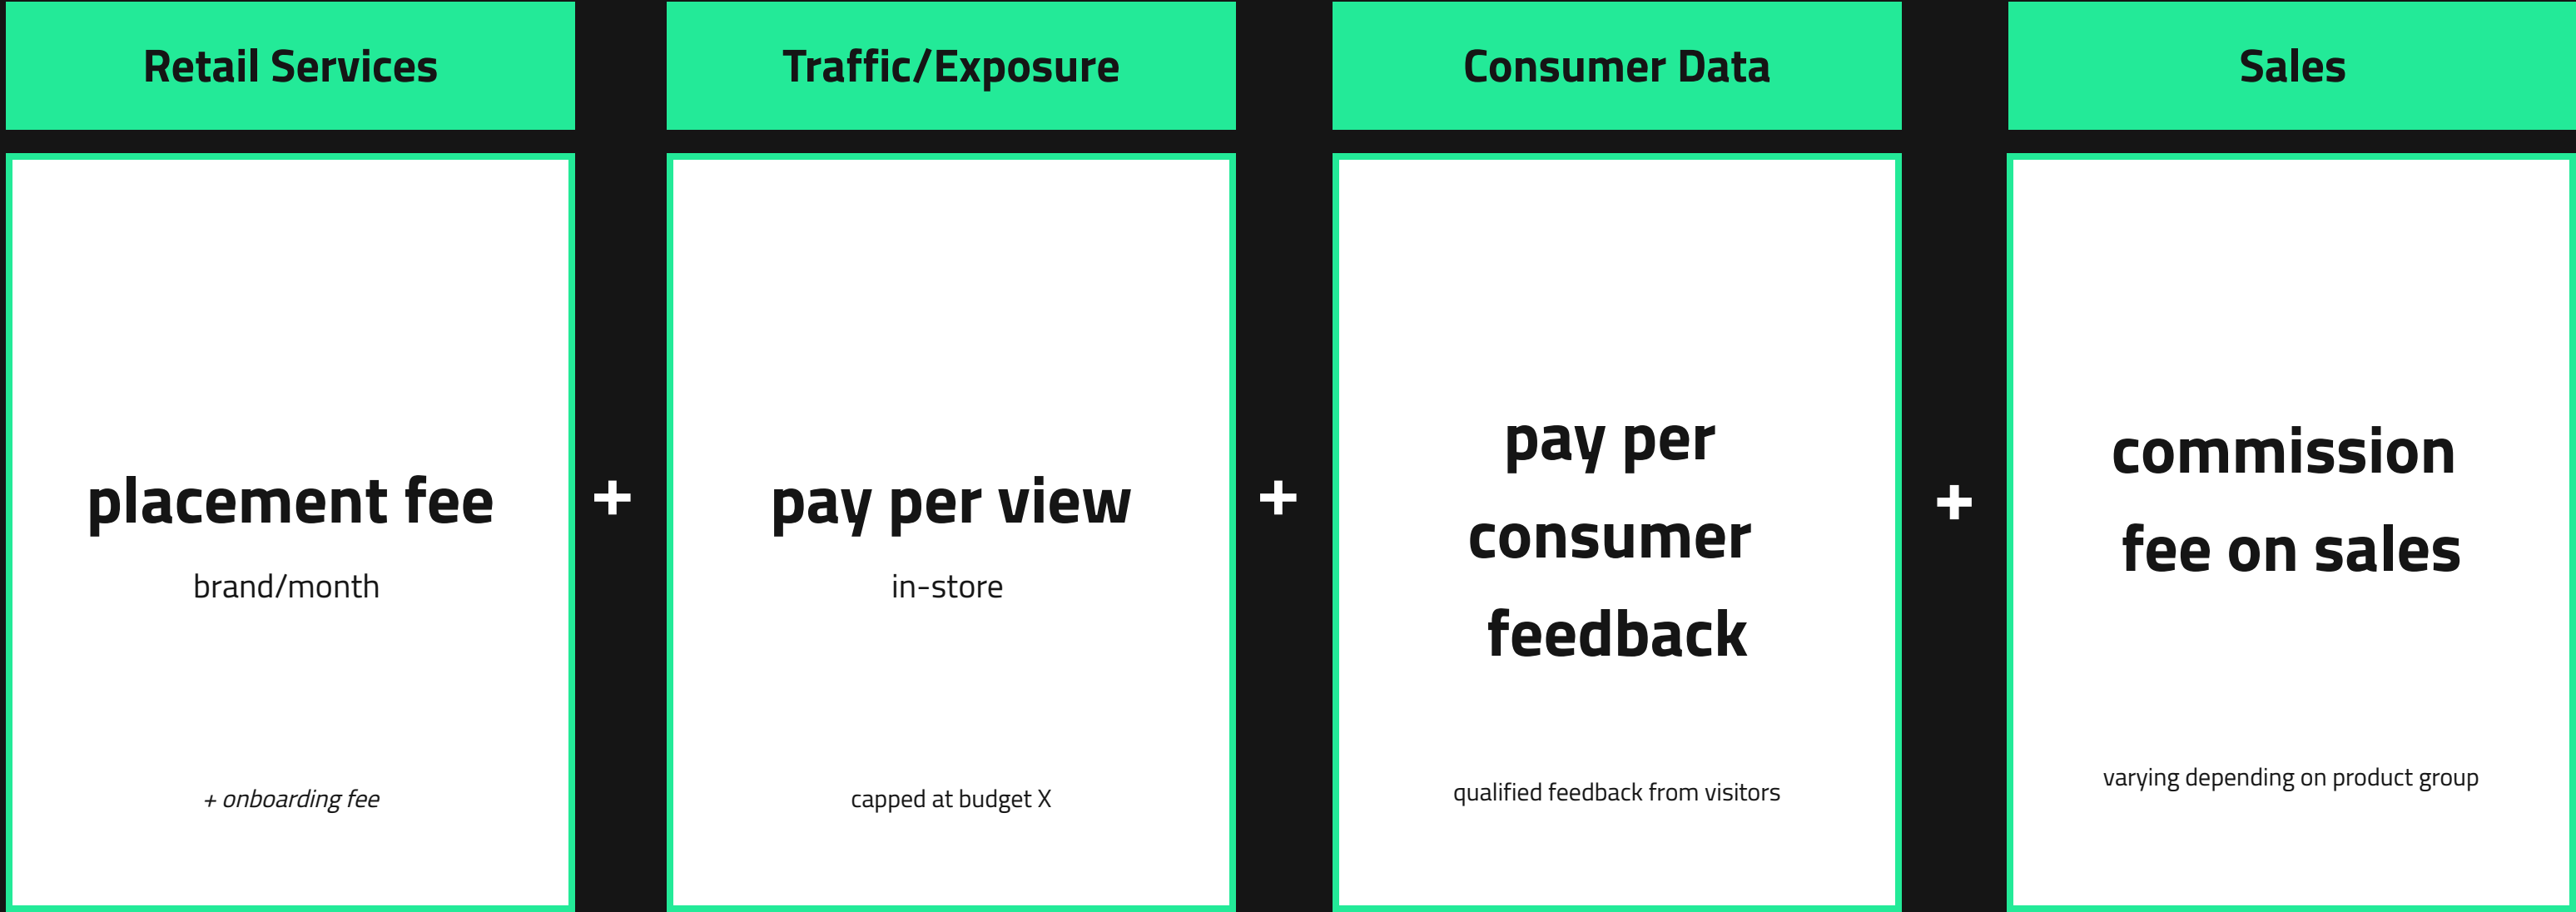 Retail Services
Traffic/Exposure
Consumer Data
Sales
placement fee
brand/month
+ onboarding fee
+
pay per view
in-store
capped at budget X
+
pay per
consumer
feedback
qualified feedback from visitors
+
commission
fee on sales
varying depending on product group